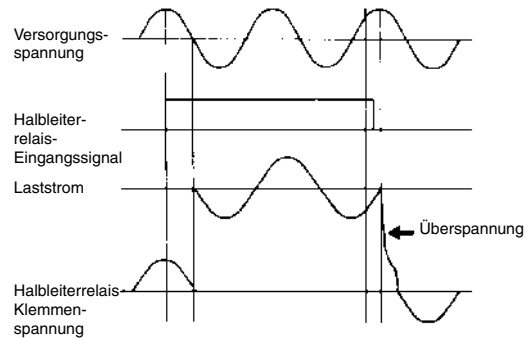 Versorgungs-
spannung
Halbleiter-
relais-
Eingangssignal
Laststrom
Überspannung
Halbleiterrelais
Klemmen-
spannung